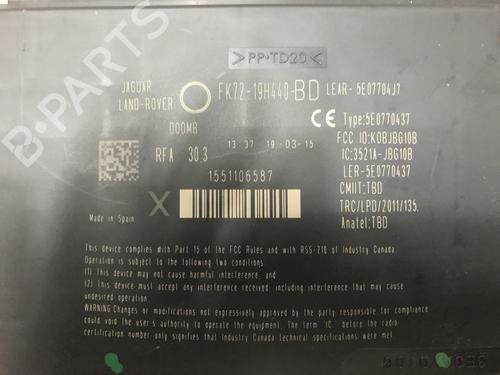 >PP-TD20<
JAGUAR
LAND-ROVER
FK72-19H440-BD
LEAR- 5E07704J7
DOOMB
CE Type:5E0770437
13:37 19-03-15
FCC ID:KOBJBG10B
RFA 30.3
IC:3521A-JBG10B
1551106587
LER-5E0770437
CMIIT:TBD
X
TRC/LPD/2011/135.
Made in Spain
Anatel:TBD
This device complies with Part 15 of the FCC Rules and with RSS-210 of Industry Canada.
Operation is subject to the following two conditions
(1) This device may not cause harmful interference, and
(2) This device must accept any interference received, including
interference that may cause undesired operation.
WARNING: Changes or modifications not expressively approved by the party responsible for compliance
could void the user s authority to operate the equipment. The term 'IC before the radio
certification number only signifies that Industry Canada technical specifications were met.
PARTS